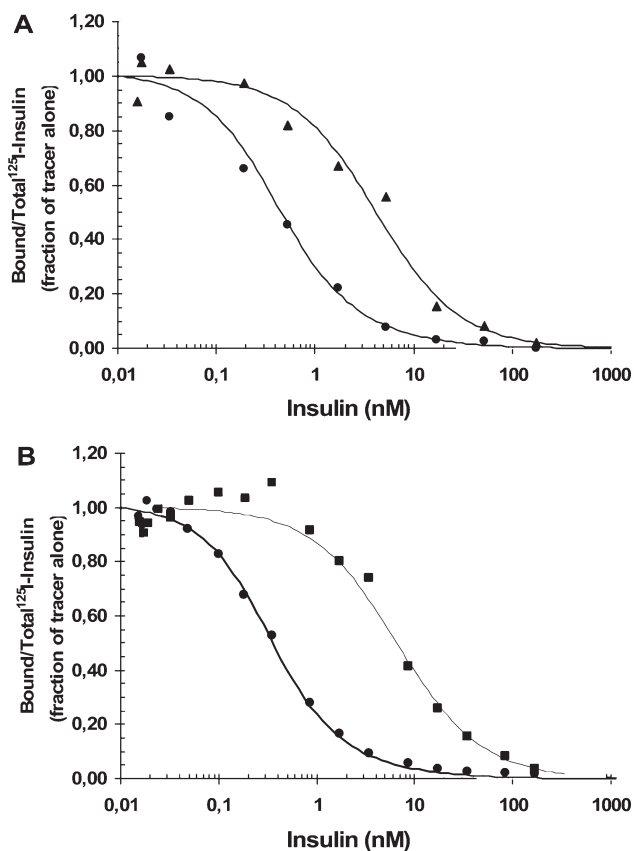 A
1,20
1,00
0,80
0,60
0,40
0,20
0,00
Bound/Total125I-Insulin
(fraction of tracer alone)
0,01 0,1 1 10 100 1000
Insulin (nM)
B
1,20
1,00
0,80
0,60
0,40
0,20
0,00
Bound/Total125I-Insulin
(fraction of tracer alone)
0,01 0,1 1 10 100 1000
Insulin (nM)